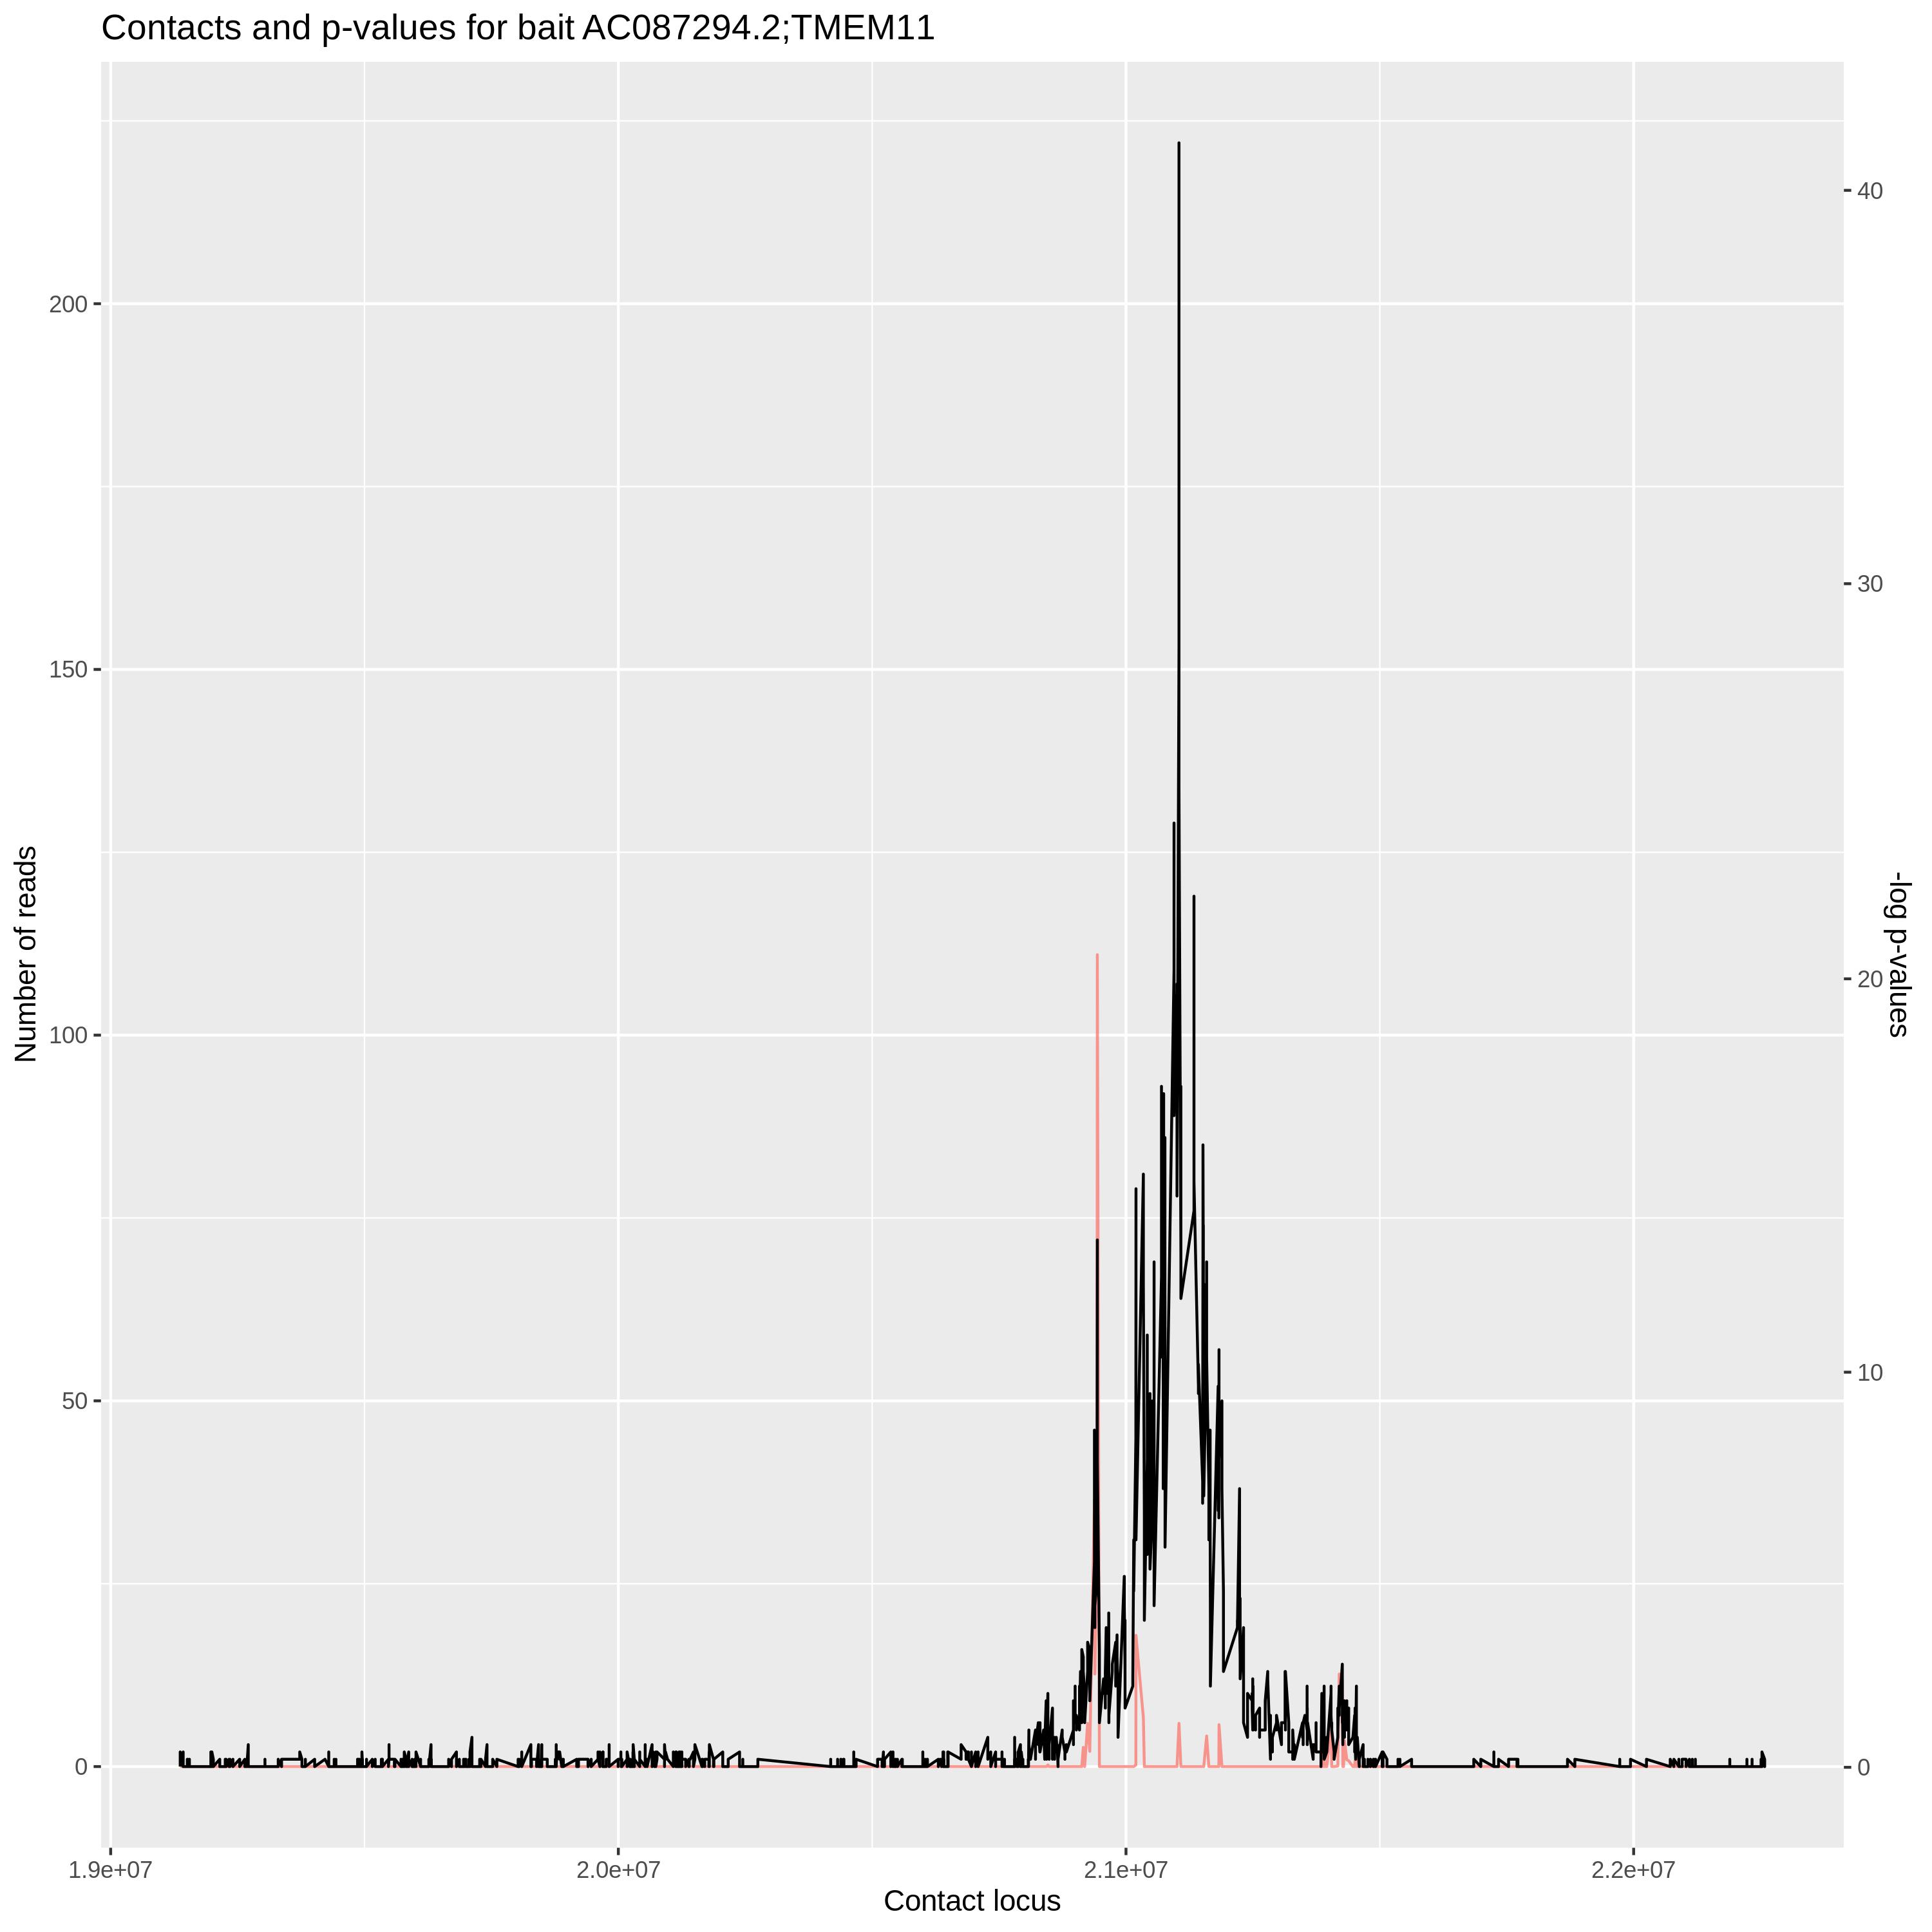 Contacts and p-values for bait AC087294.2;TMEM11
Number of reads
200
150
100
50
0
40
30
20
10
0
-log p-values
1.9e+07 2.0e+07 2.1e+07 2.2e+07
Contact locus